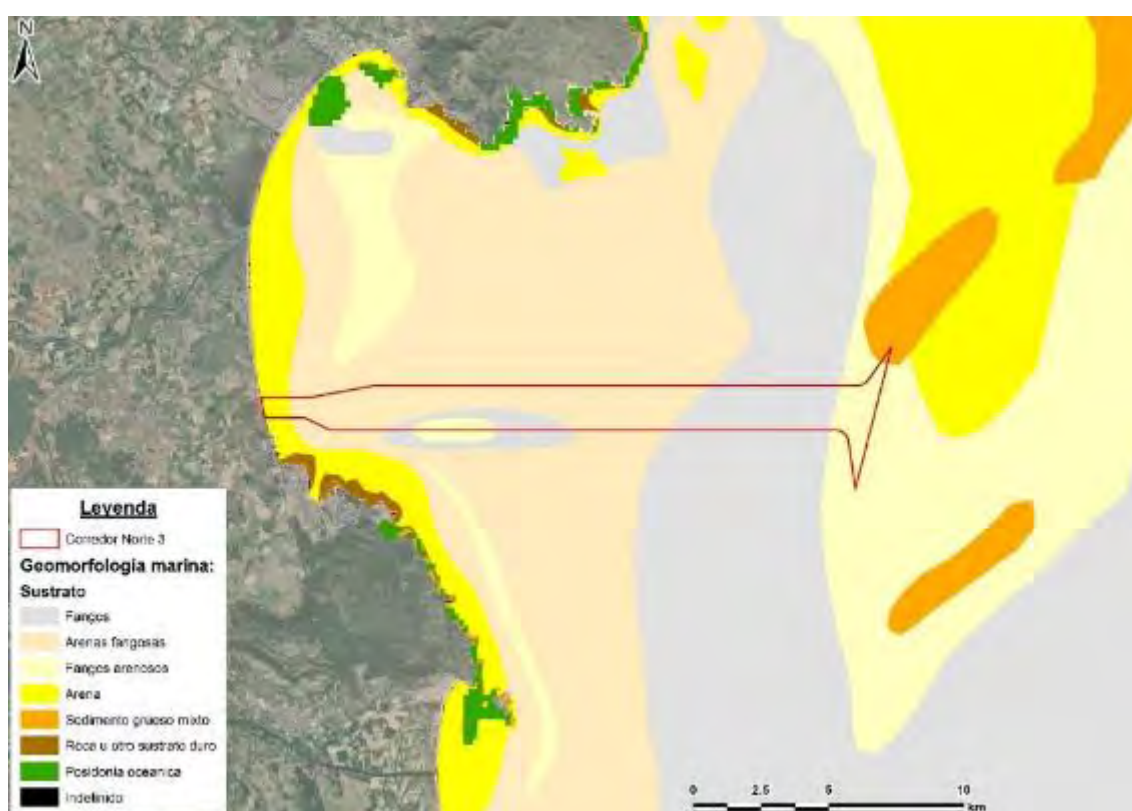 N
Leyenda
Corredor Norte 3
Geomorfología marina:
Sustrato
Fangos
Arenas fangosas
Fangos arenosos
Arena
Sedimento grueso mixto
Roca u otro sustrato duro
Posidonia oceanica
Indefinido
0 2.5 5 10
km